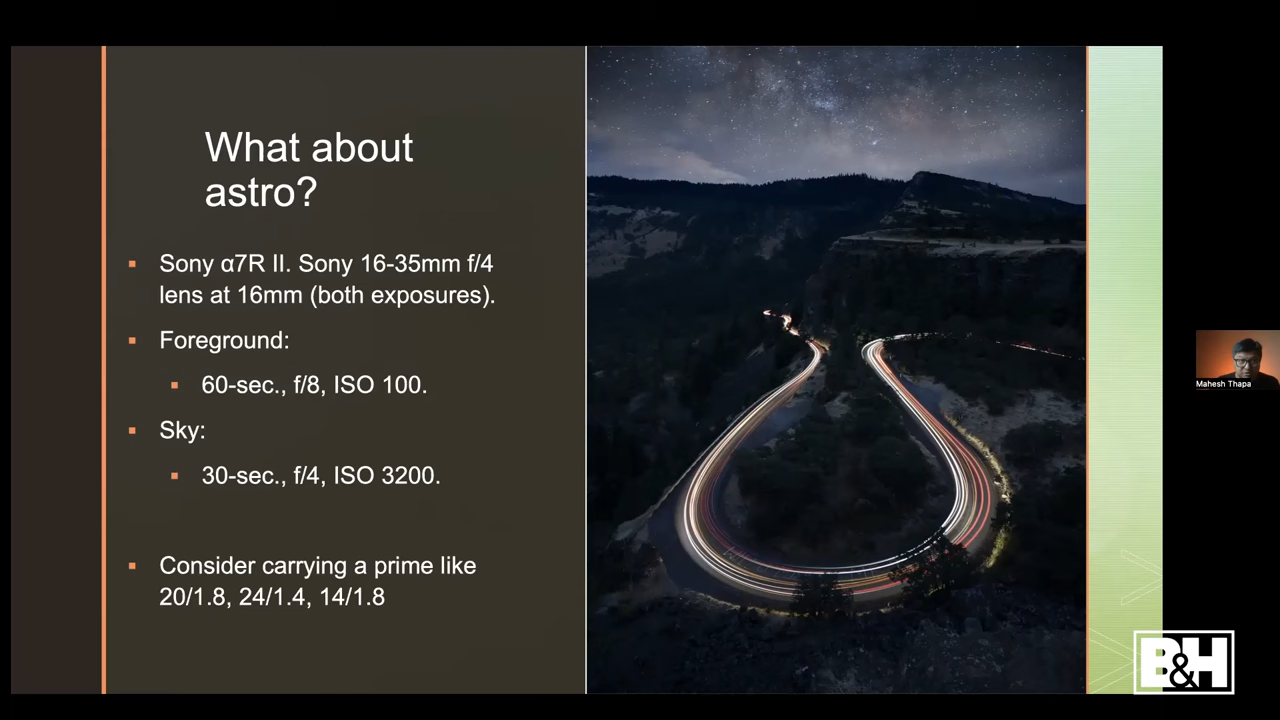 What about
astro?
▪ Sony α7R II. Sony 16-35mm f/4
lens at 16mm (both exposures).
▪ Foreground:
▪ 60-sec., f/8, ISO 100.
▪ Sky:
▪ 30-sec., f/4, ISO 3200.
▪ Consider carrying a prime like
20/1.8, 24/1.4, 14/1.8
Mahesh Thapa
B&H